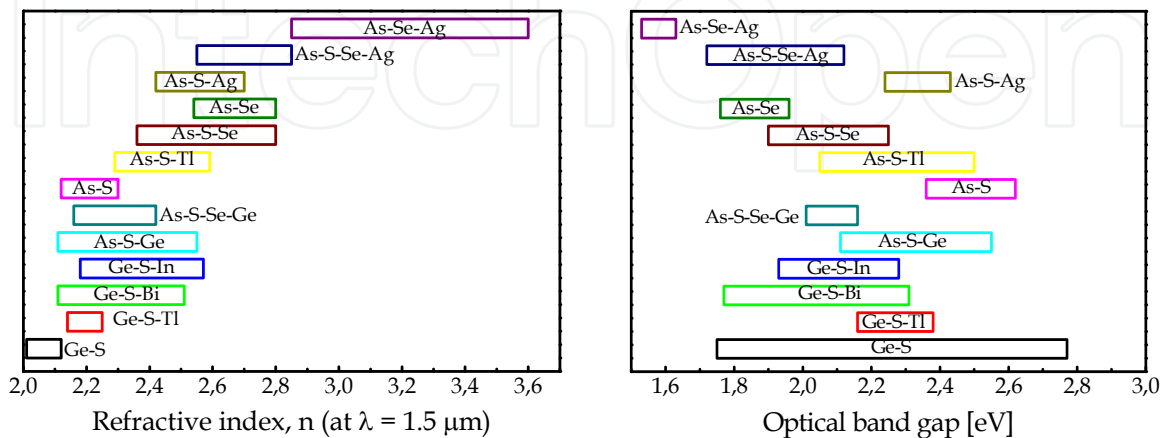 IntechOpen
As-Se-Ag
As-S-Se-Ag
As-S-Ag
As-Se
As-S-Se
As-S-Tl
As-S
As-S-Se-Ge
As-S-Ge
Ge-S-In
Ge-S-Bi
Ge-S-Tl
Ge-S
2,0 2,2 2,4 2,6 2,8 3,0 3,2 3,4 3,6
Refractive index, n (at λ = 1.5 μm)
As-Se-Ag
As-S-Se-Ag
As-S-Ag
As-Se
As-S-Se
As-S-Tl
As-S
As-S-Se-Ge
As-S-Ge
Ge-S-In
Ge-S-Bi
Ge-S-Tl
Ge-S
1,6 1,8 2,0 2,2 2,4 2,6 2,8 3,0
Optical band gap [eV]